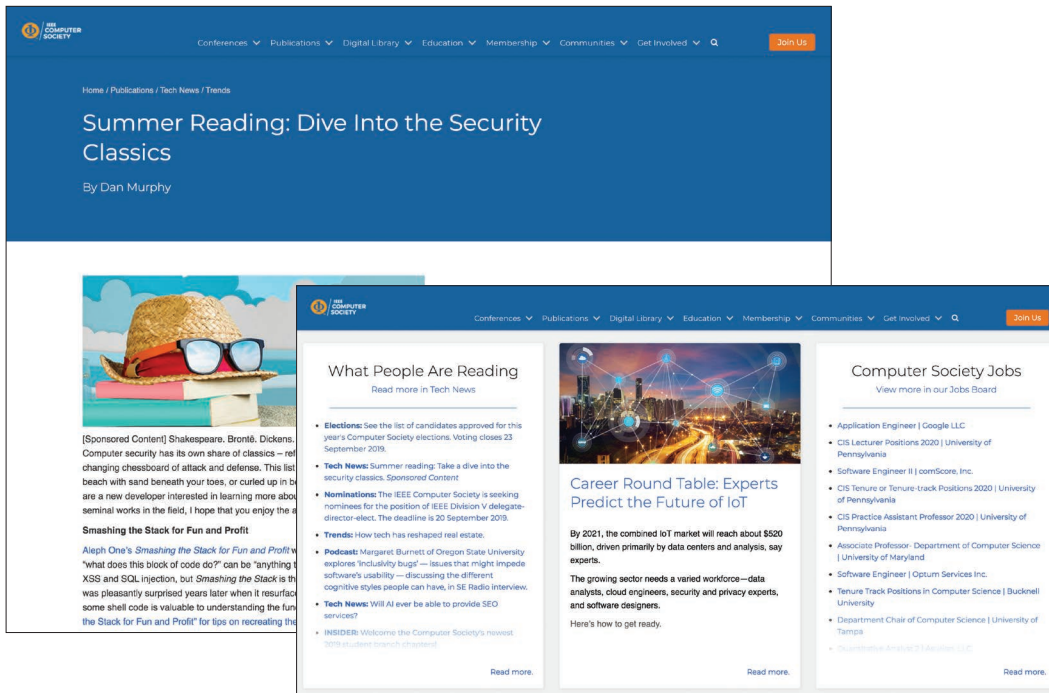 IEEE
COMPUTER
SOCIETY
Conferences Publications Digital Library Education Membership Communities Get Involved
Join Us
Home / Publications / Tech News / Trends
Summer Reading: Dive Into the Security
Classics
By Dan Murphy
[Sponsored Content] Shakespeare. Brontë. Dickens.
Computer security has its own share of classics – ref
changing chessboard of attack and defense. This list
beach with sand beneath your toes, or curled up in b
are a new developer interested in learning more abou
seminal works in the field, I hope that you enjoy the a
Smashing the Stack for Fun and Profit
Aleph One's Smashing the Stack for Fun and Profit w
"what does this block of code do?" can be "anything t
XSS and SQL injection, but Smashing the Stack is th
was pleasantly surprised years later when it resurfac
some shell code is valuable to understanding the fun
the Stack for Fun and Profit" for tips on recreating the
IEEE
COMPUTER
SOCIETY
Conferences Publications Digital Library Education Membership Communities Get Involved
Join Us
What People Are Reading
Read more in Tech News
• Elections: See the list of candidates approved for this
year's Computer Society elections. Voting closes 23
September 2019.
• Tech News: Summer reading: Take a dive into the
security classics. Sponsored Content
• Nominations: The IEEE Computer Society is seeking
nominees for the position of IEEE Division V delegate-
director-elect. The deadline is 20 September 2019.
• Trends: How tech has reshaped real estate.
• Podcast: Margaret Burnett of Oregon State University
explores 'inclusivity bugs' — issues that might impede
software's usability — discussing the different
cognitive styles people can have, in SE Radio interview.
• Tech News: Will AI ever be able to provide SEO
services?
• INSIDER: Welcome the Computer Society's newest
2019 student branch chapters!
Read more.
Career Round Table: Experts
Predict the Future of IoT
By 2021, the combined IoT market will reach about $520
billion, driven primarily by data centers and analysis, say
experts.
The growing sector needs a varied workforce—data
analysts, cloud engineers, security and privacy experts,
and software designers.
Here's how to get ready.
Read more.
Computer Society Jobs
View more in our Jobs Board
• Application Engineer | Google LLC
• CIS Lecturer Positions 2020 | University of
Pennsylvania
• Software Engineer II | comScore, Inc.
• CIS Tenure or Tenure-track Positions 2020 | University
of Pennsylvania
• CIS Practice Assistant Professor 2020 | University of
Pennsylvania
• Associate Professor- Department of Computer Science
| University of Maryland
• Software Engineer | Optum Services Inc.
• Tenure Track Positions in Computer Science | Bucknell
University
• Department Chair of Computer Science | University of
Tampa
Read more.